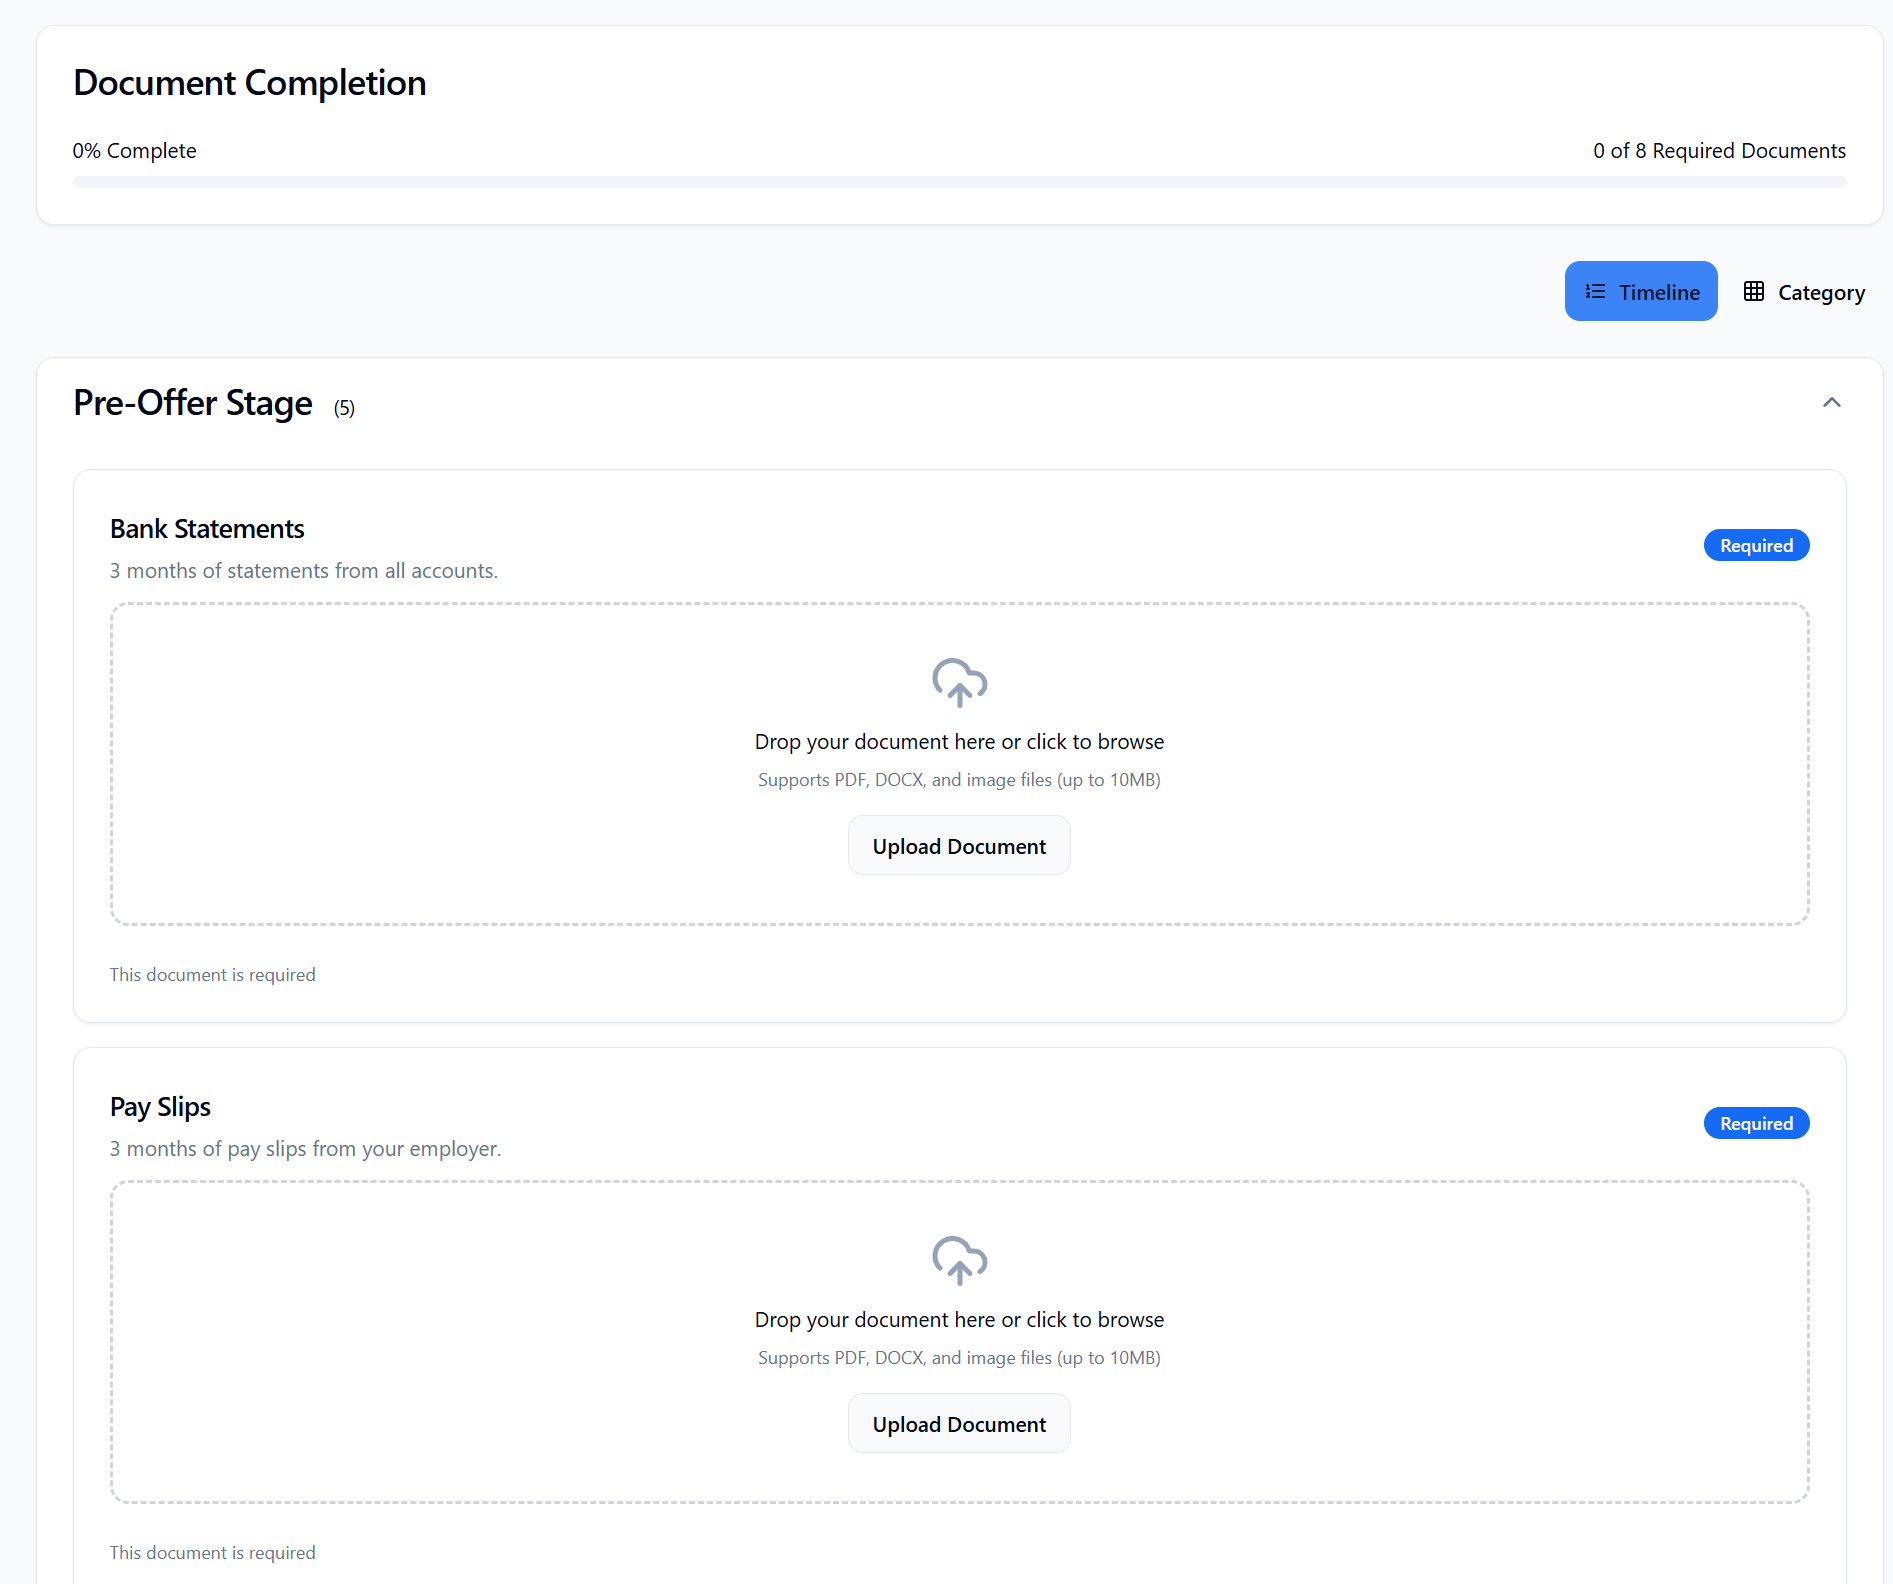 Document Completion
0% Complete
0 of 8 Required Documents
Timeline
Category
Pre-Offer Stage (5)
Bank Statements
Required
3 months of statements from all accounts.
Drop your document here or click to browse
Supports PDF, DOCX, and image files (up to 10MB)
Upload Document
This document is required
Pay Slips
Required
3 months of pay slips from your employer.
Drop your document here or click to browse
Supports PDF, DOCX, and image files (up to 10MB)
Upload Document
This document is required